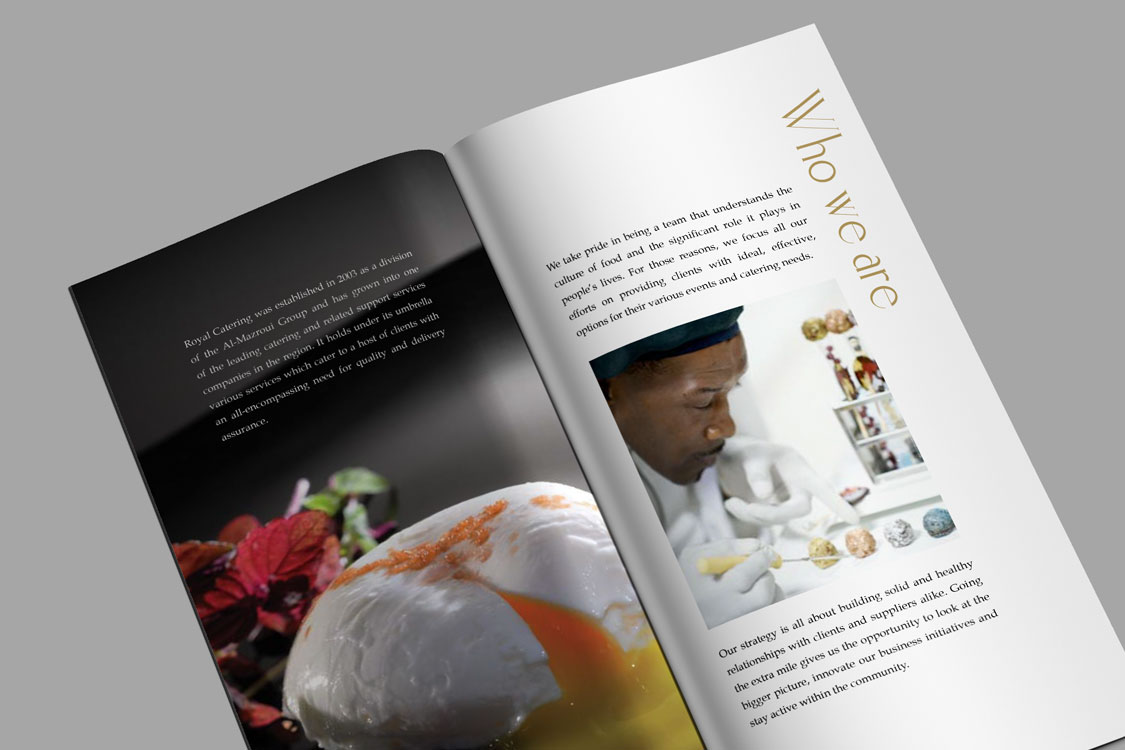 Royal Catering was established in 2003 as a division
of the Al-Mazroui Group and has grown into one
of the leading catering and related support services
companies in the region. It holds under its umbrella
various services which cater to a host of clients with
an all-encompassing need for quality and delivery
assurance.
Who we are
We take pride in being a team that understands the
culture of food and the significant role it plays in
people's lives. For those reasons, we focus all our
efforts on providing clients with ideal, effective,
options for their various events and catering needs.
Our strategy is all about building solid and healthy
relationships with clients and suppliers alike. Going
the extra mile gives us the opportunity to look at the
bigger picture, innovate our business initiatives and
stay active within the community.